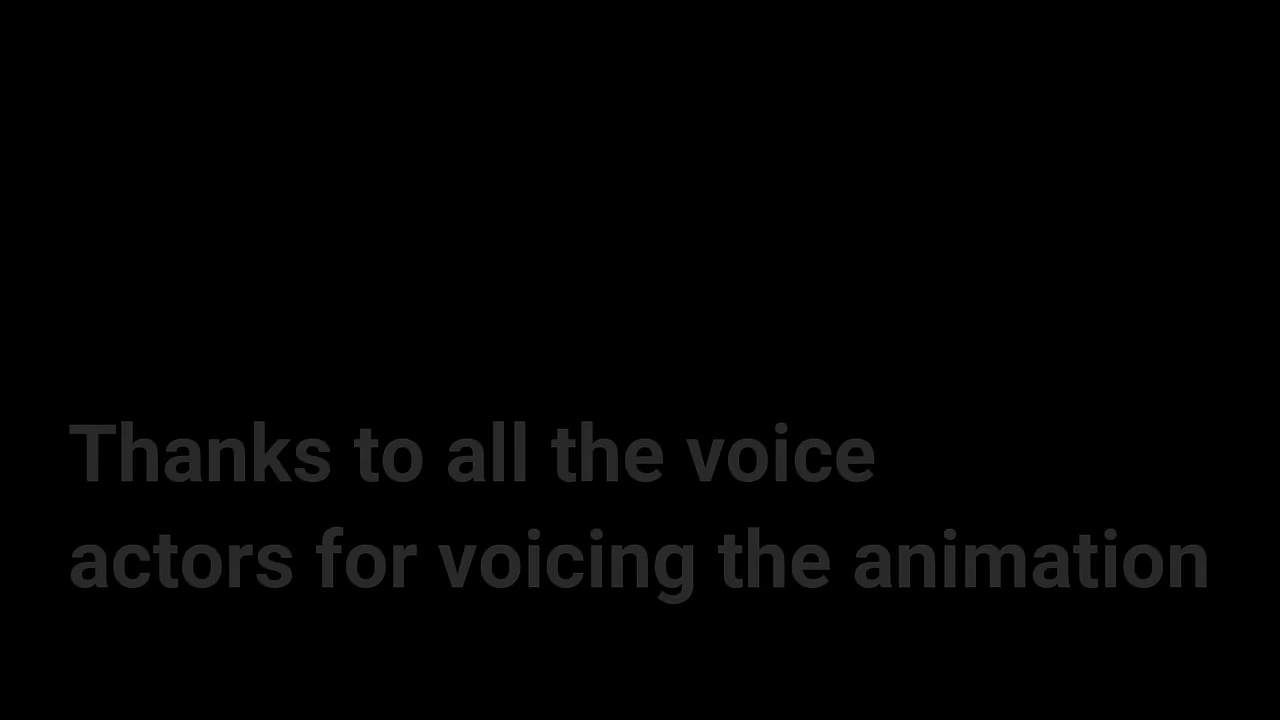 Thanks to all the voice
actors for voicing the animation